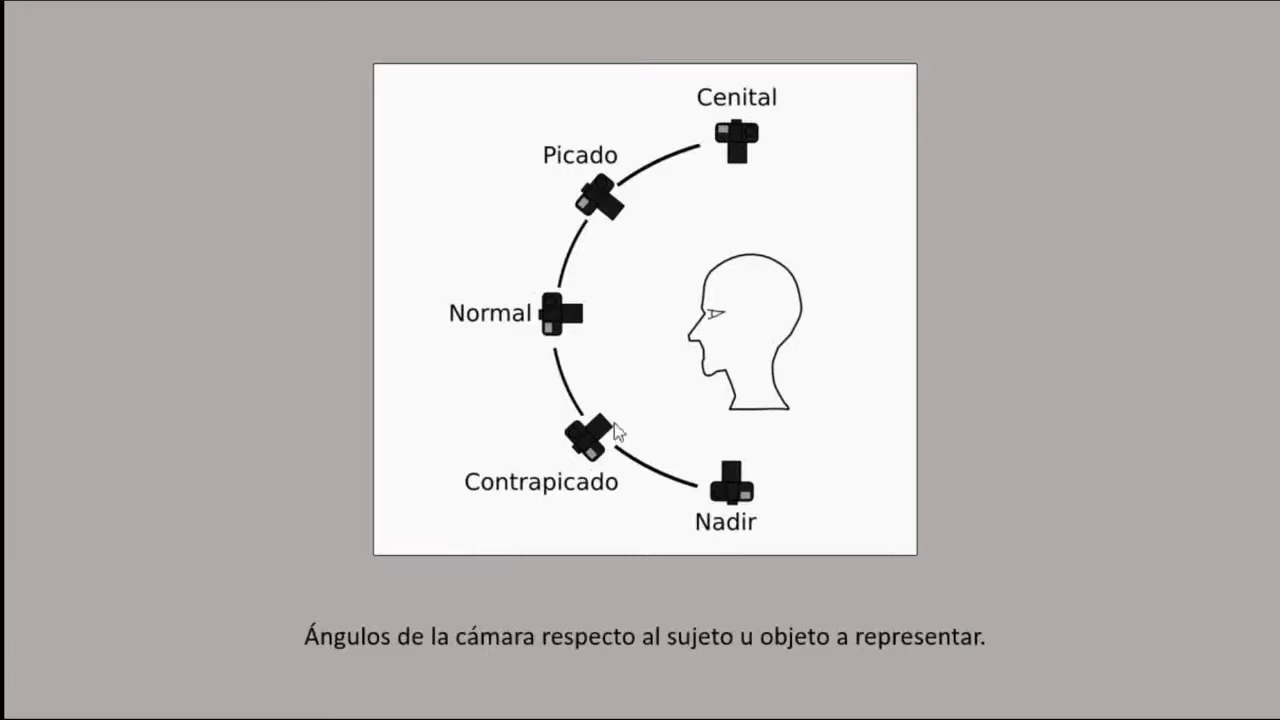 Cenital
Picado
Normal
Contrapicado
Nadir
Ángulos de la cámara respecto al sujeto u objeto a representar.